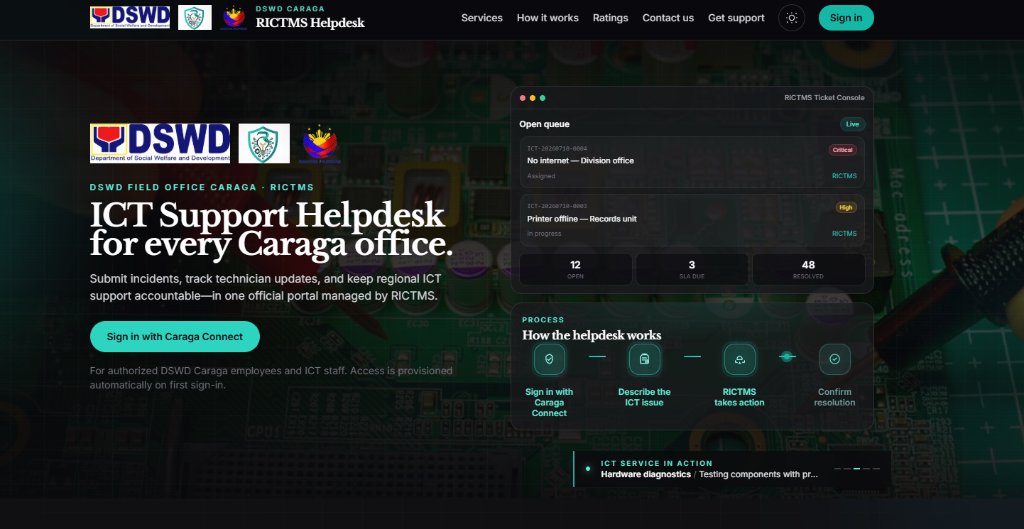 DSWD
Department of Social Welfare and Development
DSWD CARAGA
RICTMS Helpdesk
Services
How it works
Ratings
Contact us
Get support
Sign in
DSWD
Department of Social Welfare and Development
DSWD FIELD OFFICE CARAGA · RICTMS
ICT Support Helpdesk
for every Caraga office.
Submit incidents, track technician updates, and keep regional ICT
support accountable—in one official portal managed by RICTMS.
Sign in with Caraga Connect
For authorized DSWD Caraga employees and ICT staff. Access is provisioned
automatically on first sign-in.
RICTMS Ticket Console
Open queue
Live
ICT-20260710-0004
Critical
No internet — Division office
Assigned
RICTMS
ICT-20260710-0003
High
Printer offline — Records unit
In progress
RICTMS
12
OPEN
3
SLA DUE
48
RESOLVED
PROCESS
How the helpdesk works
Sign in with
Caraga
Connect
Describe the
ICT issue
RICTMS
takes action
Confirm
resolution
ICT SERVICE IN ACTION
Hardware diagnostics / Testing components with pr...